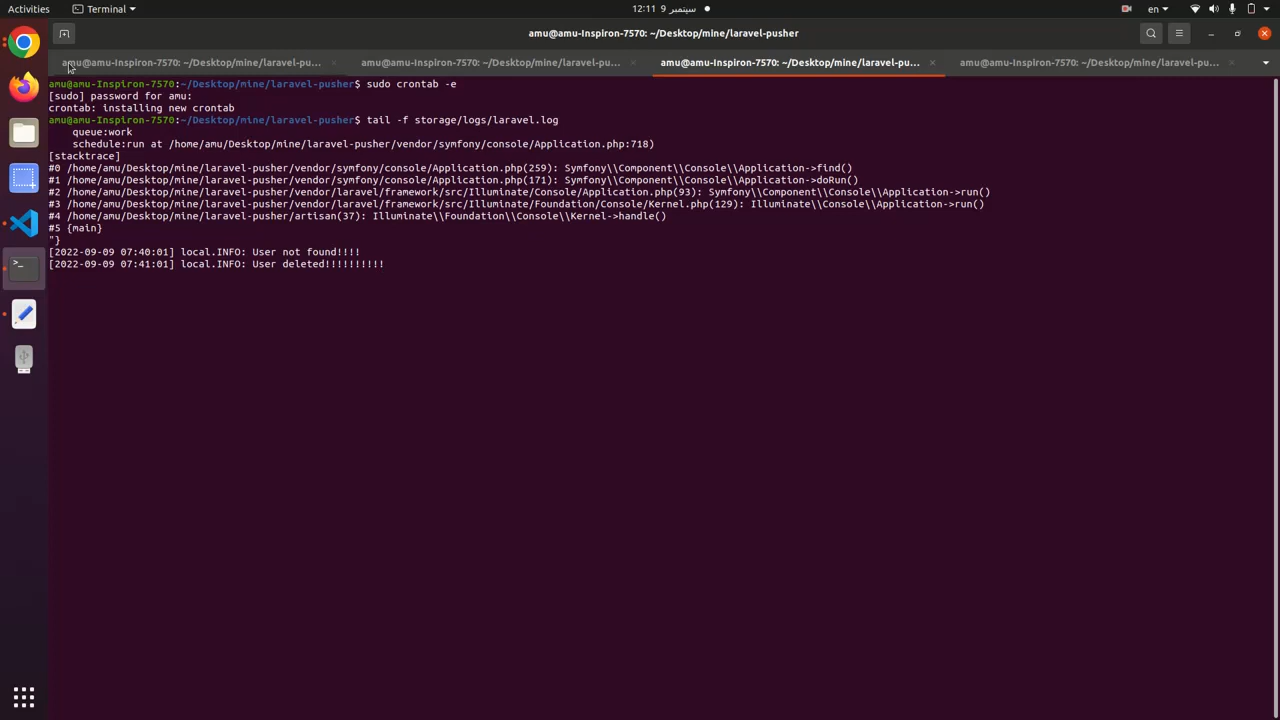 Activities
Terminal
12:11 9 سپتمبر
en
amu@amu-Inspiron-7570: ~/Desktop/mine/laravel-pusher
amu@amu-Inspiron-7570: ~/Desktop/mine/laravel-pu...
amu@amu-Inspiron-7570: ~/Desktop/mine/laravel-pu...
amu@amu-Inspiron-7570: ~/Desktop/mine/laravel-pu...
amu@amu-Inspiron-7570: ~/Desktop/mine/laravel-pu...
amu@amu-Inspiron-7570:~/Desktop/mine/laravel-pusher$ sudo crontab -e
[sudo] password for amu:
crontab: installing new crontab
amu@amu-Inspiron-7570:~/Desktop/mine/laravel-pusher$ tail -f storage/logs/laravel.log
queue:work
schedule:run at /home/amu/Desktop/mine/laravel-pusher/vendor/symfony/console/Application.php:718)
[stacktrace]
#0 /home/amu/Desktop/mine/laravel-pusher/vendor/symfony/console/Application.php(259): Symfony\\Component\\Console\\Application->find()
#1 /home/amu/Desktop/mine/laravel-pusher/vendor/symfony/console/Application.php(171): Symfony\\Component\\Console\\Application->doRun()
#2 /home/amu/Desktop/mine/laravel-pusher/vendor/laravel/framework/src/Illuminate/Console/Application.php(93): Symfony\\Component\\Console\\Application->run()
#3 /home/amu/Desktop/mine/laravel-pusher/vendor/laravel/framework/src/Illuminate/Foundation/Console/Kernel.php(129): Illuminate\\Console\\Application->run()
#4 /home/amu/Desktop/mine/laravel-pusher/artisan(37): Illuminate\\Foundation\\Console\\Kernel->handle()
#5 {main}
"}
[2022-09-09 07:40:01] local.INFO: User not found!!!!
[2022-09-09 07:41:01] local.INFO: User deleted!!!!!!!!!!